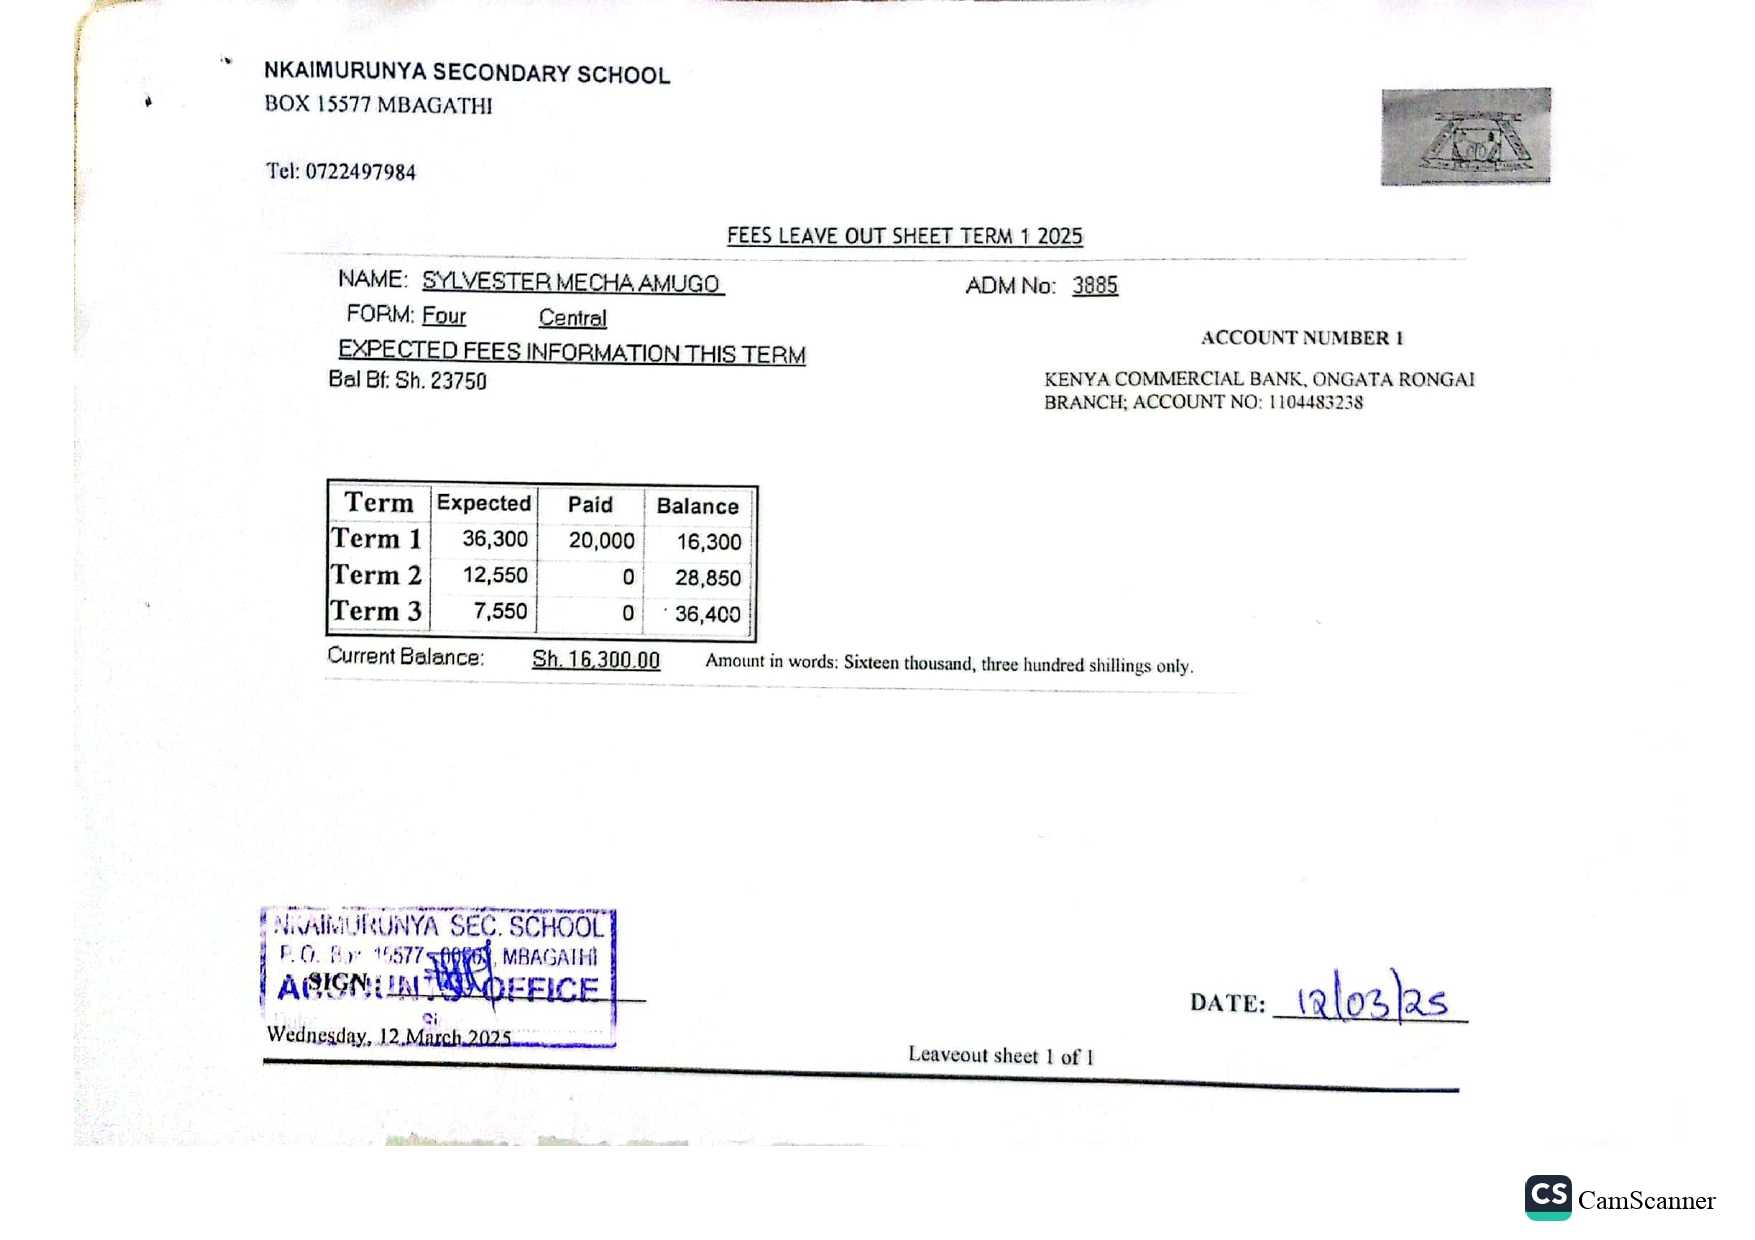 NKAIMURUNYA SECONDARY SCHOOL
BOX 15577 MBAGATHI
Tel: 0722497984
FEES LEAVE OUT SHEET TERM 1 2025
NAME: SYLVESTER MECHA AMUGO ADM No: 3885
FORM: Four Central
ACCOUNT NUMBER 1
EXPECTED FEES INFORMATION THIS TERM
Bal Bf: Sh. 23750
KENYA COMMERCIAL BANK, ONGATA RONGAI
BRANCH; ACCOUNT NO: 1104483238
Term Expected Paid Balance
Term 1 36,300 20,000 16,300
Term 2 12,550 0 28,850
Term 3 7,550 0 36,400
Current Balance: Sh. 16,300.00 Amount in words: Sixteen thousand, three hundred shillings only.
NKAIMURUNYA SEC. SCHOOL
P. O. Box 15577 MBAGATHI
OFFICE
SIGN:
DATE: 12/03/25
Wednesday, 12 March 2025
Leaveout sheet 1 of 1
CS CamScanner